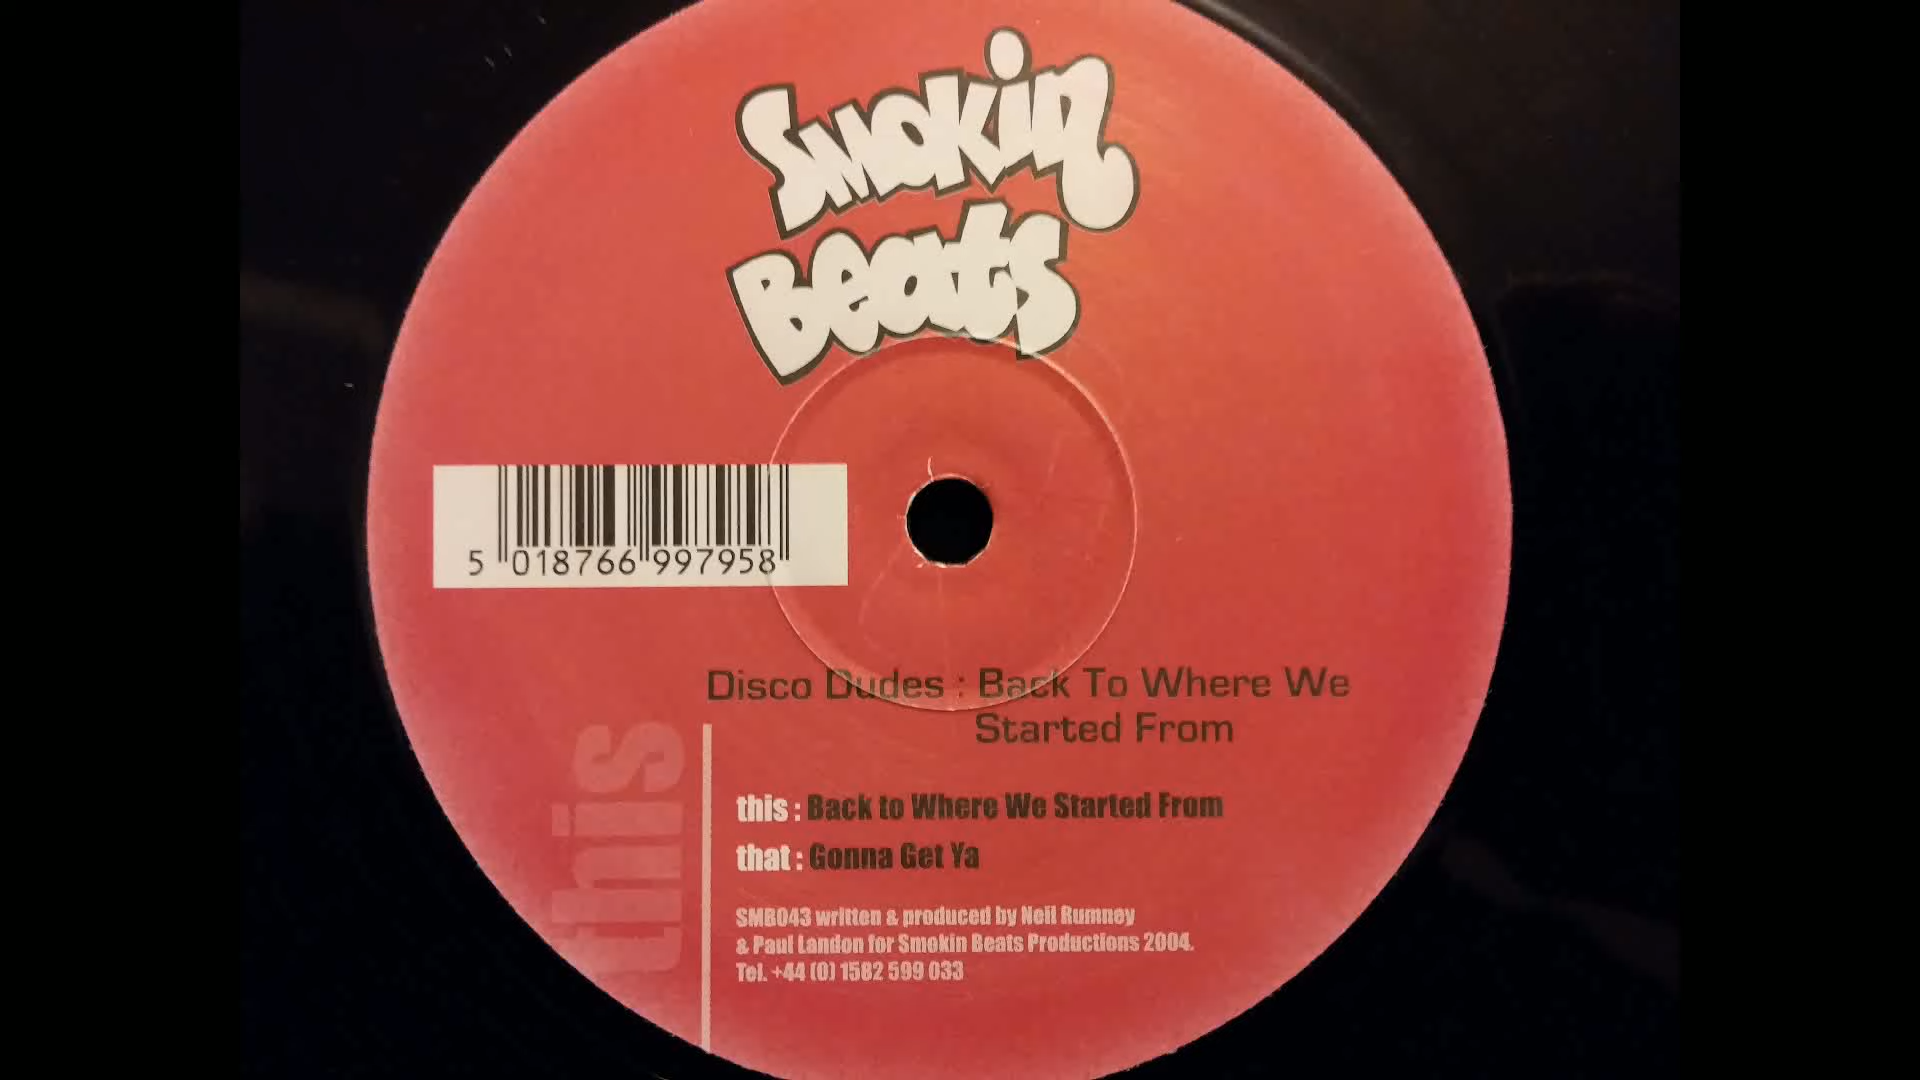 Smokin
Beats
5 018766 997958
Disco Dudes : Back To Where We
Started From
this
this : Back to Where We Started From
that : Gonna Get Ya
SMB043 written & produced by Neil Rumney
& Paul Landon for Smokin Beats Productions 2004.
Tel. +44 (0) 1582 599 033